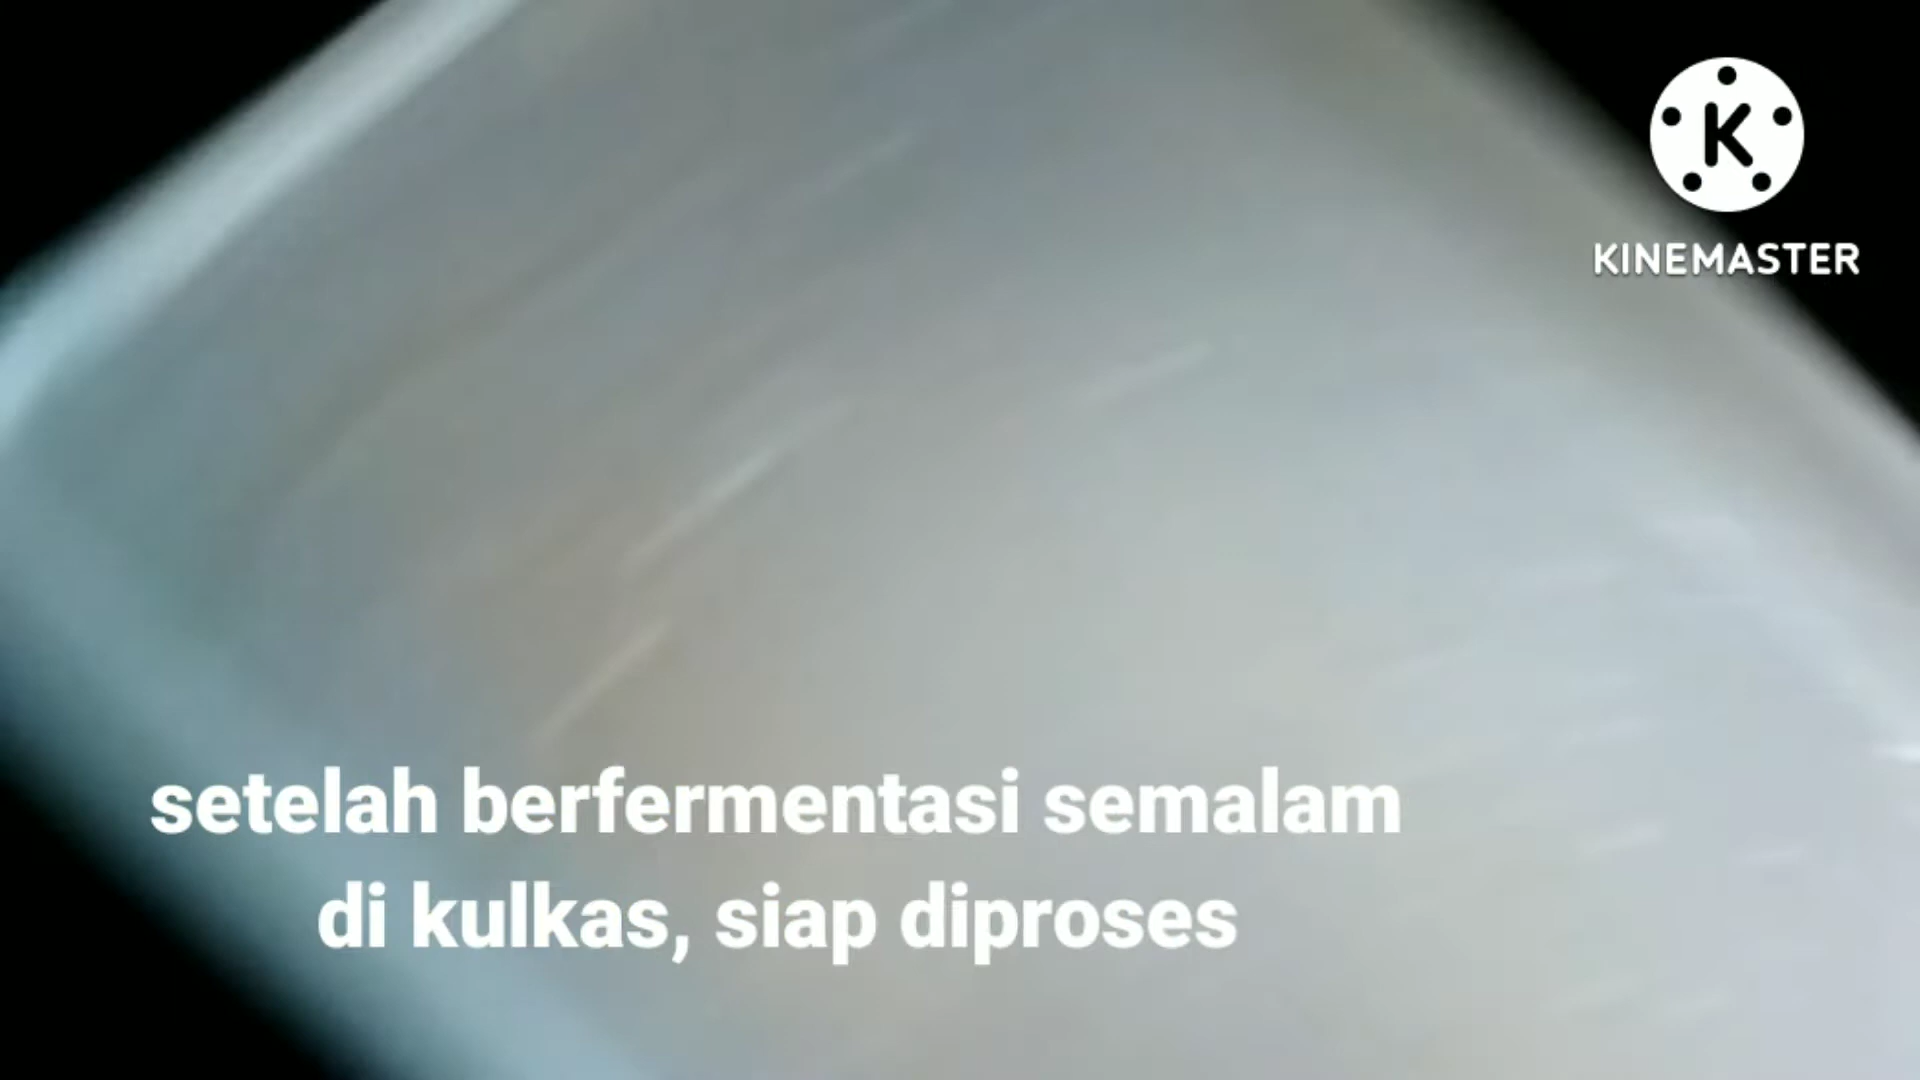 K
KINEMASTER
setelah berfermentasi semalam
di kulkas, siap diproses